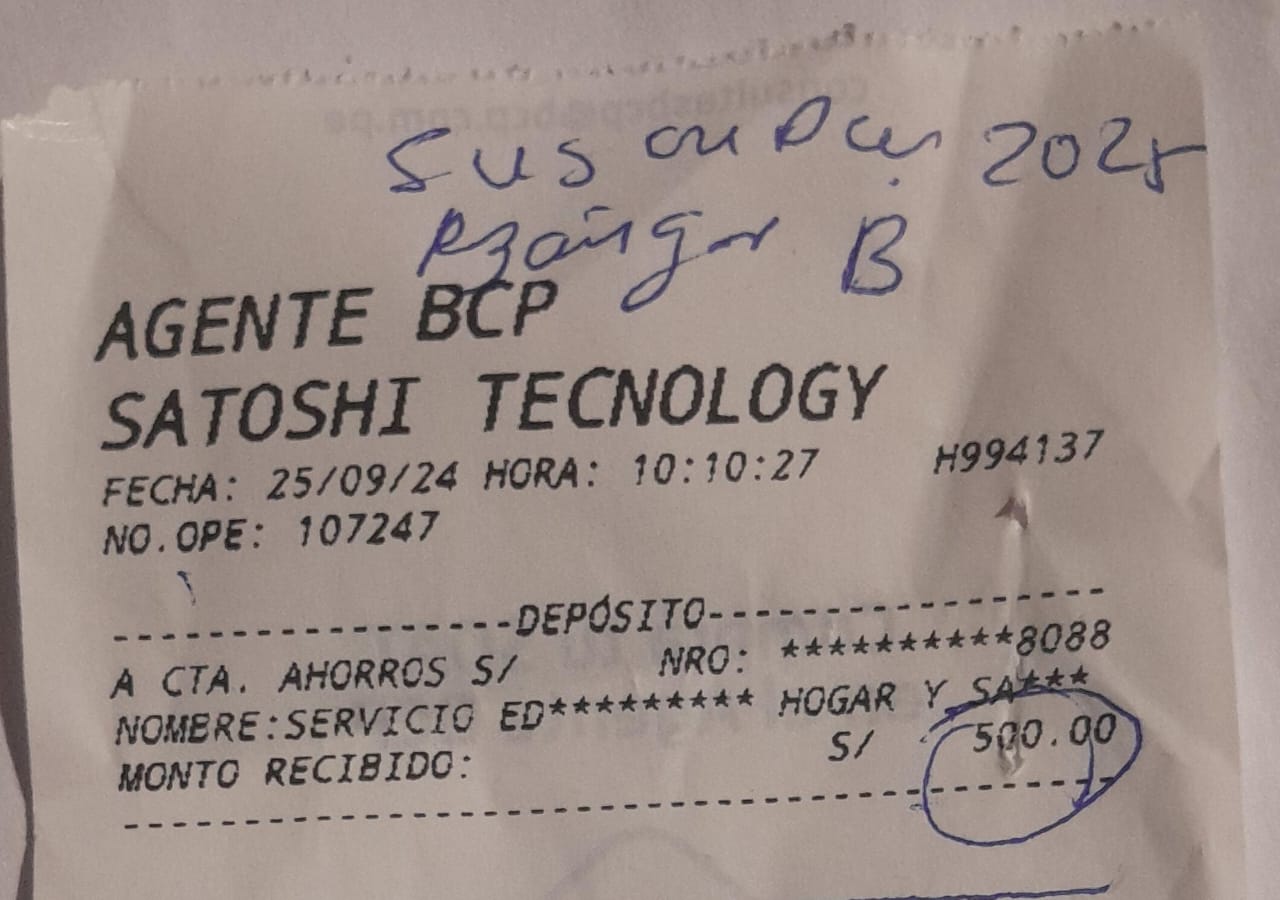 2025
B
AGENTE BCP
SATOSHI TECNOLOGY
FECHA: 25/09/24 HORA: 10:10:27 H994137
NO.OPE: 107247
-----------------DEPÓSITO-----------------
A CTA. AHORROS S/ NRO: **********8088
NOMBRE:SERVICIO ED********* HOGAR Y SA***
MONTO RECIBIDO: S/ 500.00